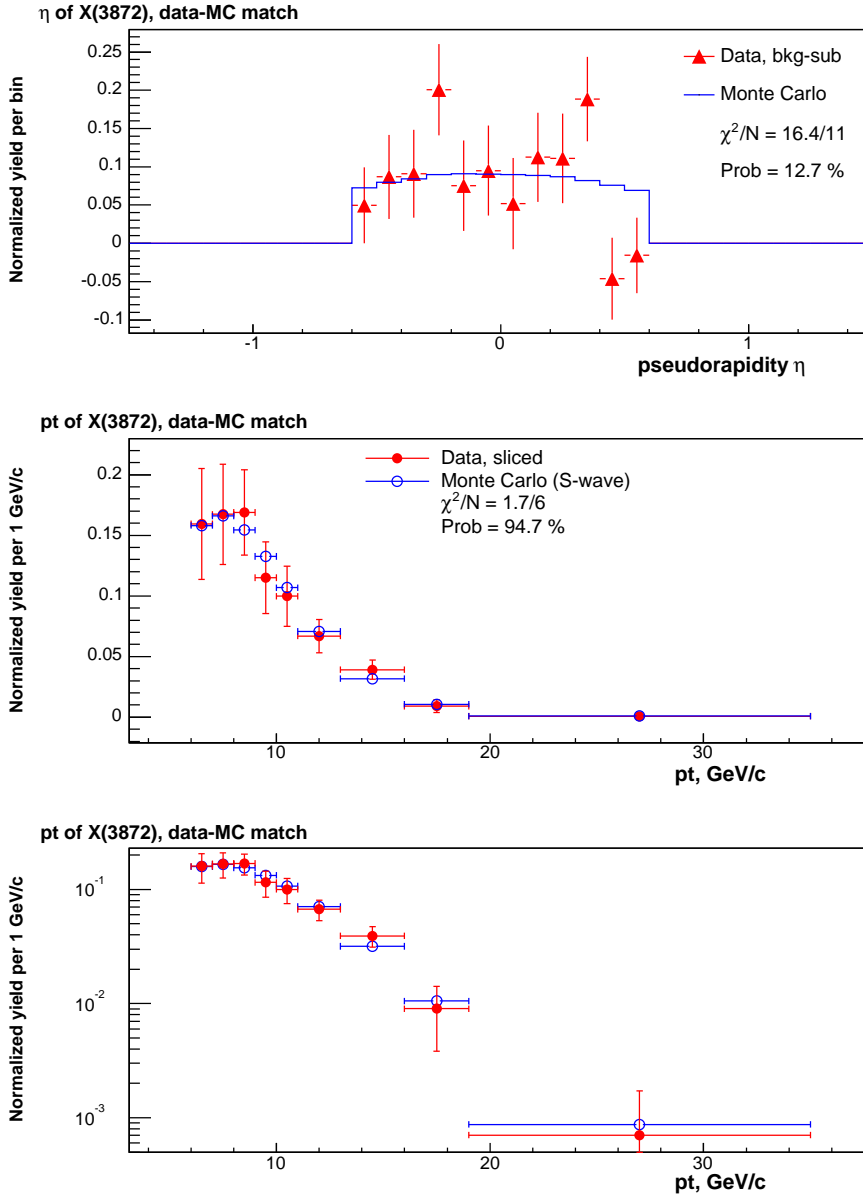 η of X(3872), data-MC match
Normalized yield per bin
0.25
0.2
0.15
0.1
0.05
0
-0.05
-0.1
Data, bkg-sub
Monte Carlo
χ²/N = 16.4/11
Prob = 12.7 %
-1
0
1
pseudorapidity η
pt of X(3872), data-MC match
Normalized yield per 1 GeV/c
0.2
0.15
0.1
0.05
0
Data, sliced
Monte Carlo (S-wave)
χ²/N = 1.7/6
Prob = 94.7 %
10
20
30
pt, GeV/c
pt of X(3872), data-MC match
Normalized yield per 1 GeV/c
10⁻¹
10⁻²
10⁻³
10
20
30
pt, GeV/c